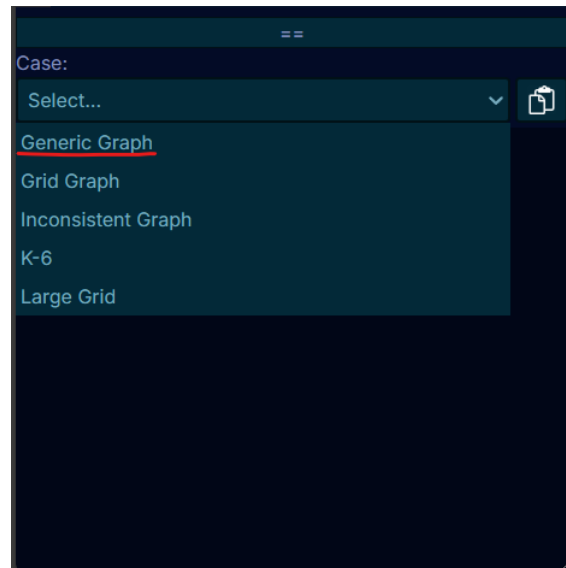 ==
Case:
Select...
Generic Graph
Grid Graph
Inconsistent Graph
K-6
Large Grid